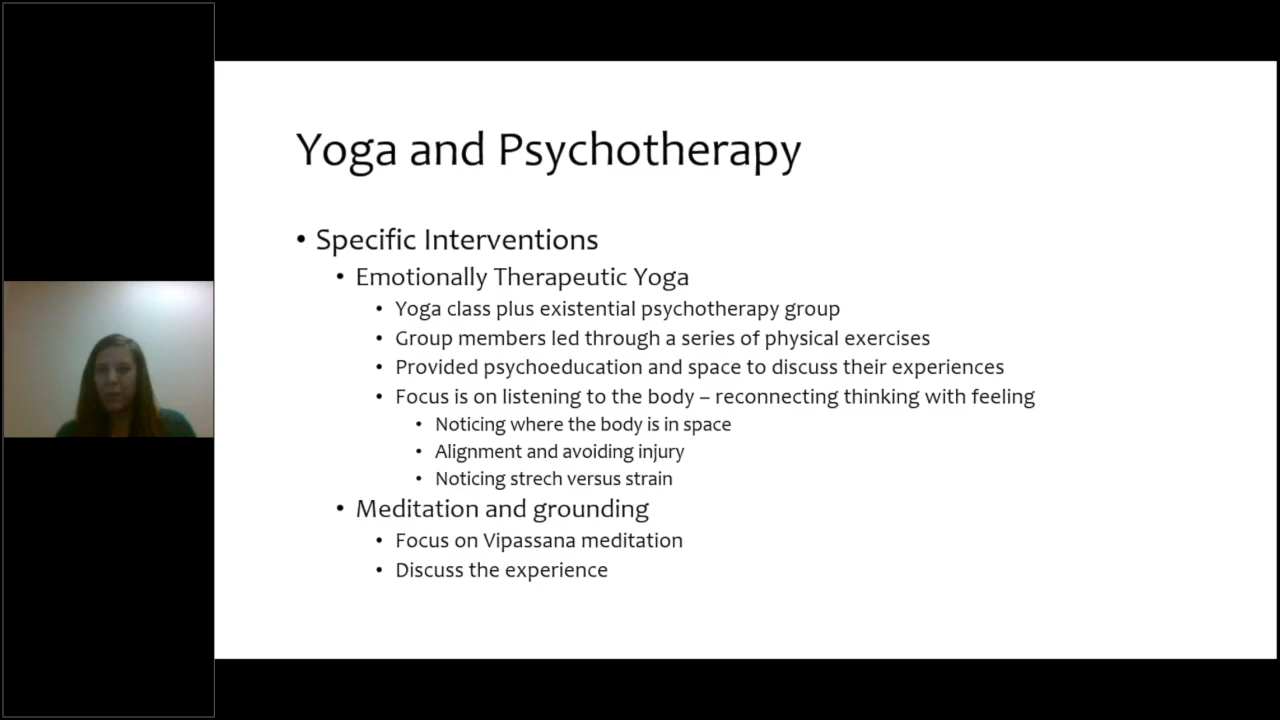 Yoga and Psychotherapy
• Specific Interventions
• Emotionally Therapeutic Yoga
• Yoga class plus existential psychotherapy group
• Group members led through a series of physical exercises
• Provided psychoeducation and space to discuss their experiences
• Focus is on listening to the body – reconnecting thinking with feeling
• Noticing where the body is in space
• Alignment and avoiding injury
• Noticing strech versus strain
• Meditation and grounding
• Focus on Vipassana meditation
• Discuss the experience